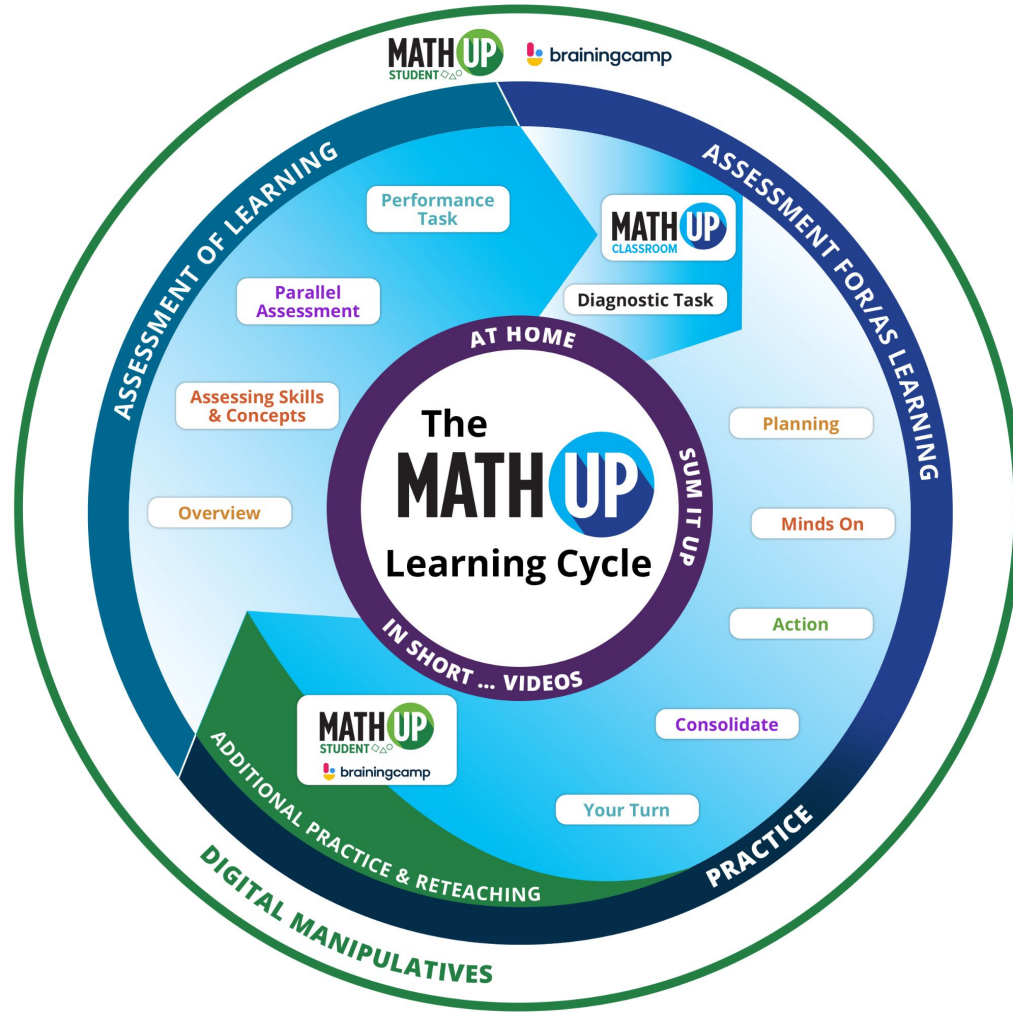 MATH UP
STUDENT
brainingcamp
ASSESSMENT OF LEARNING
ASSESSMENT FOR/AS LEARNING
Performance
Task
MATH UP
CLASSROOM
Parallel
Assessment
Diagnostic Task
AT HOME
Assessing Skills
& Concepts
The
MATH UP
Learning Cycle
SUM IT UP
Planning
Overview
Minds On
Action
IN SHORT ... VIDEOS
MATH UP
STUDENT
brainingcamp
Consolidate
Your Turn
ADDITIONAL PRACTICE & RETEACHING
PRACTICE
DIGITAL MANIPULATIVES